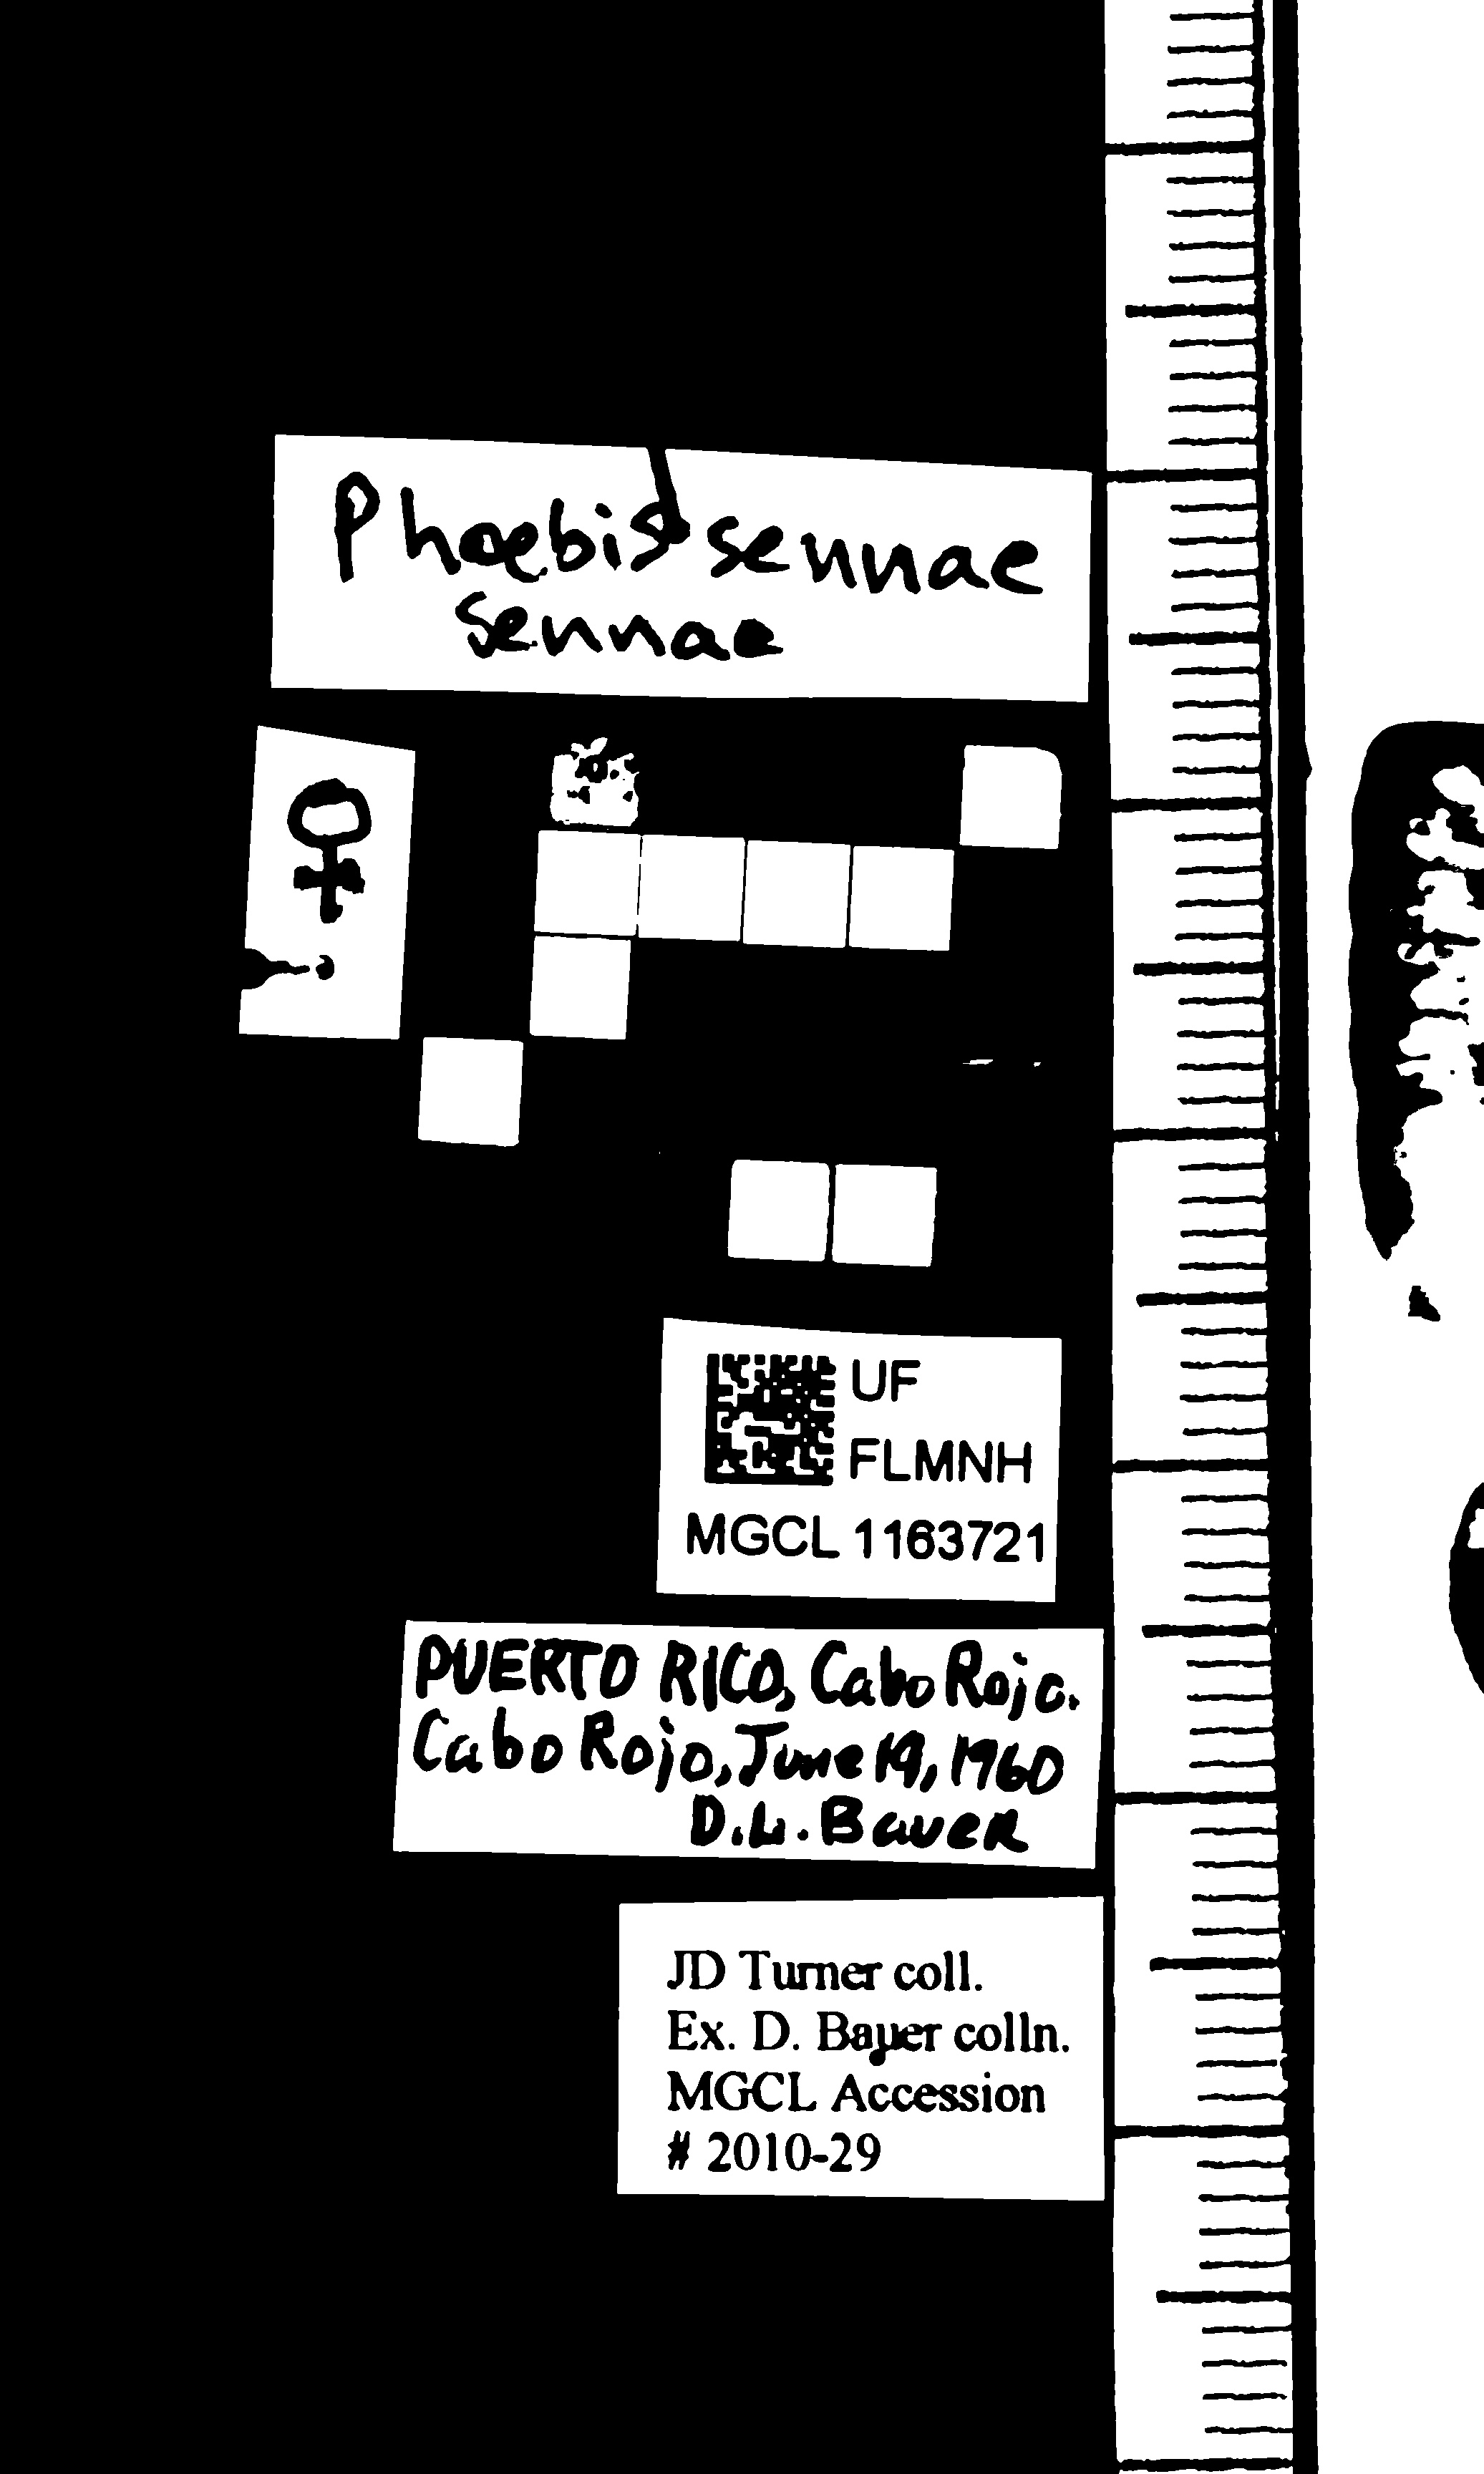 Phoebis sennae
sennae
♀
UF
FLMNH
MGCL 1163721
PUERTO RICO, Cabo Rojo.
Cabo Rojo, June 19, 1960
D.L. Bauer
JD Turner coll.
Ex. D. Bauer colln.
MGCL Accession
# 2010-29